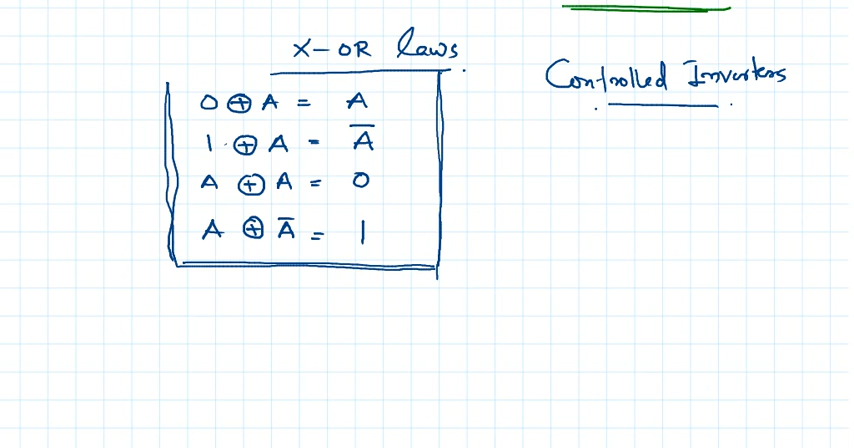 X-OR laws.
0 ⊕ A = A
1 ⊕ A = A̅
A ⊕ A = 0
A ⊕ A̅ = 1
Controlled Inverters